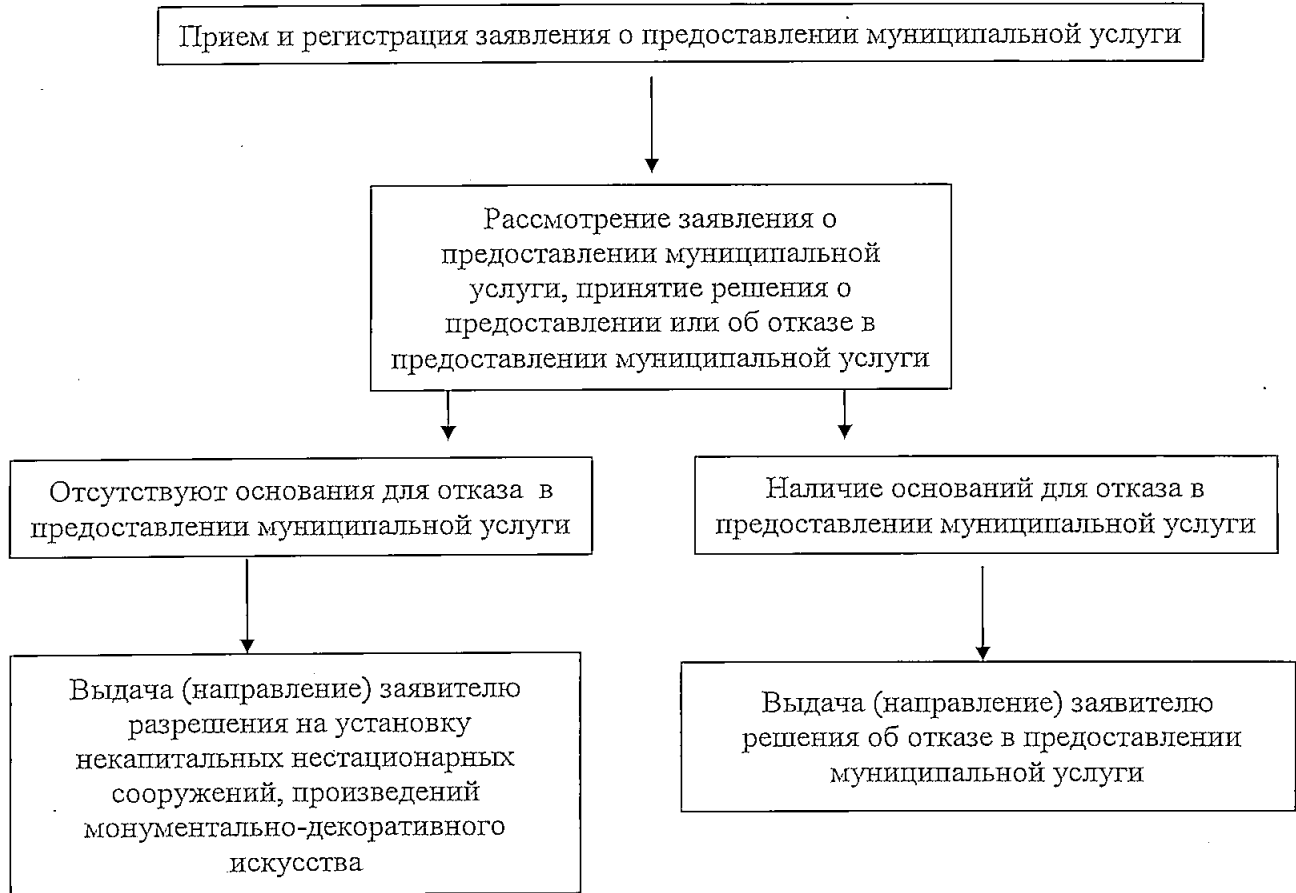 Прием и регистрация заявления о предоставлении муниципальной услуги
Рассмотрение заявления о
предоставлении муниципальной
услуги, принятие решения о
предоставлении или об отказе в
предоставлении муниципальной услуги
Отсутствуют основания для отказа в
предоставлении муниципальной услуги
Наличие оснований для отказа в
предоставлении муниципальной услуги
Выдача (направление) заявителю
разрешения на установку
некапитальных нестационарных
сооружений, произведений
монументально-декоративного
искусства
Выдача (направление) заявителю
решения об отказе в предоставлении
муниципальной услуги